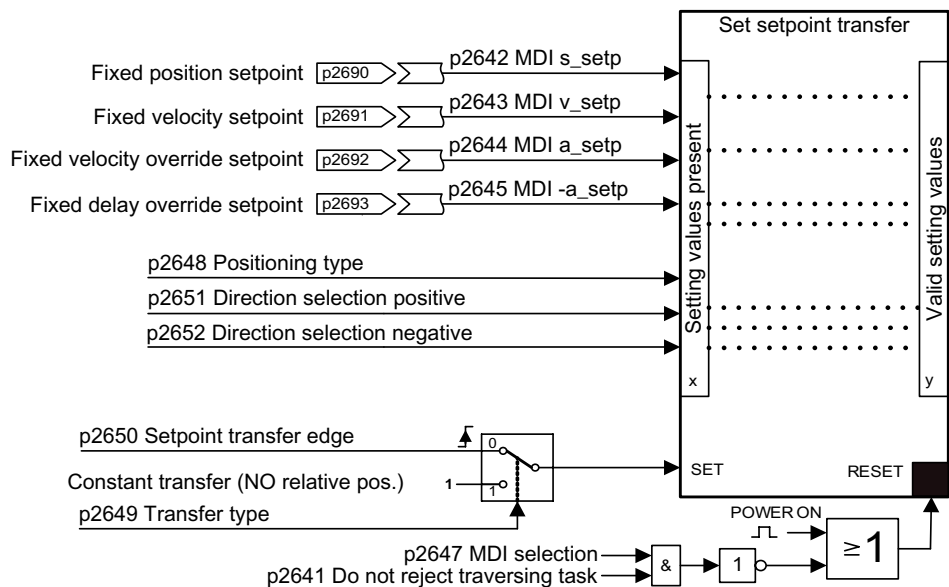 Set setpoint transfer
Fixed position setpoint p2690 p2642 MDI s_setp
Fixed velocity setpoint p2691 p2643 MDI v_setp
Fixed velocity override setpoint p2692 p2644 MDI a_setp
Fixed delay override setpoint p2693 p2645 MDI -a_setp
Setting values present
Valid setting values
p2648 Positioning type
p2651 Direction selection positive
p2652 Direction selection negative
x
y
p2650 Setpoint transfer edge
0
SET
RESET
Constant transfer (NO relative pos.)
1
1
p2649 Transfer type
POWER ON
p2647 MDI selection
p2641 Do not reject traversing task
&
1
≥1